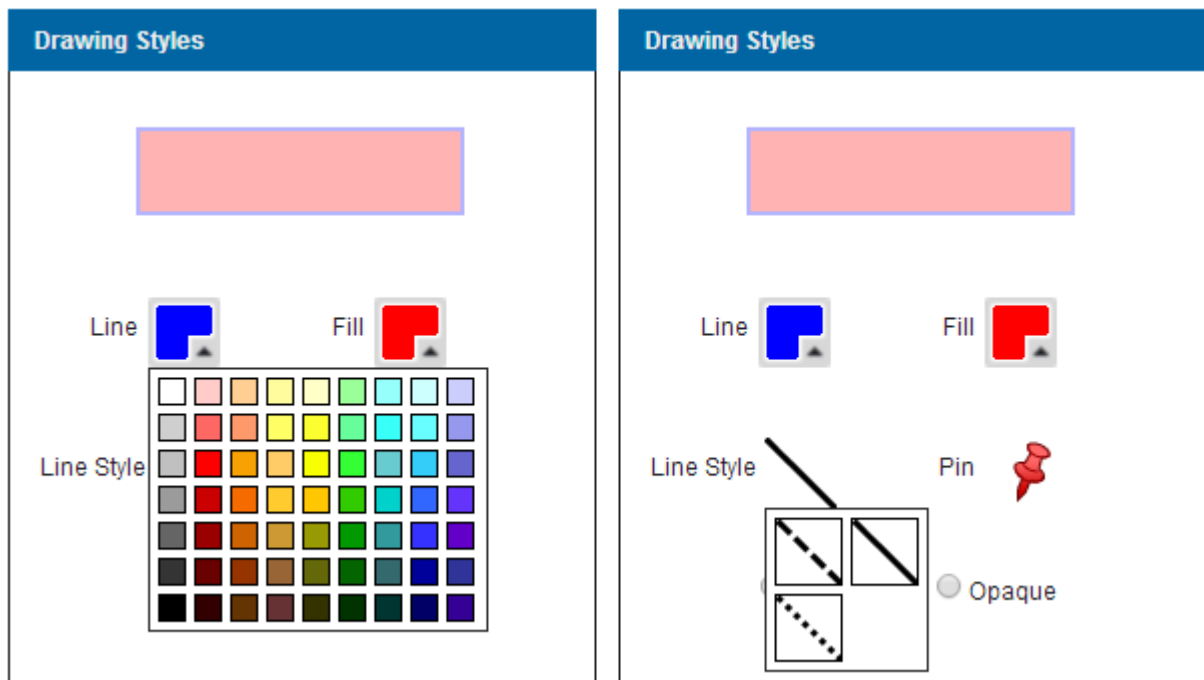 Drawing Styles
Line Fill
Line Style
Drawing Styles
Line Fill
Line Style Pin
Opaque